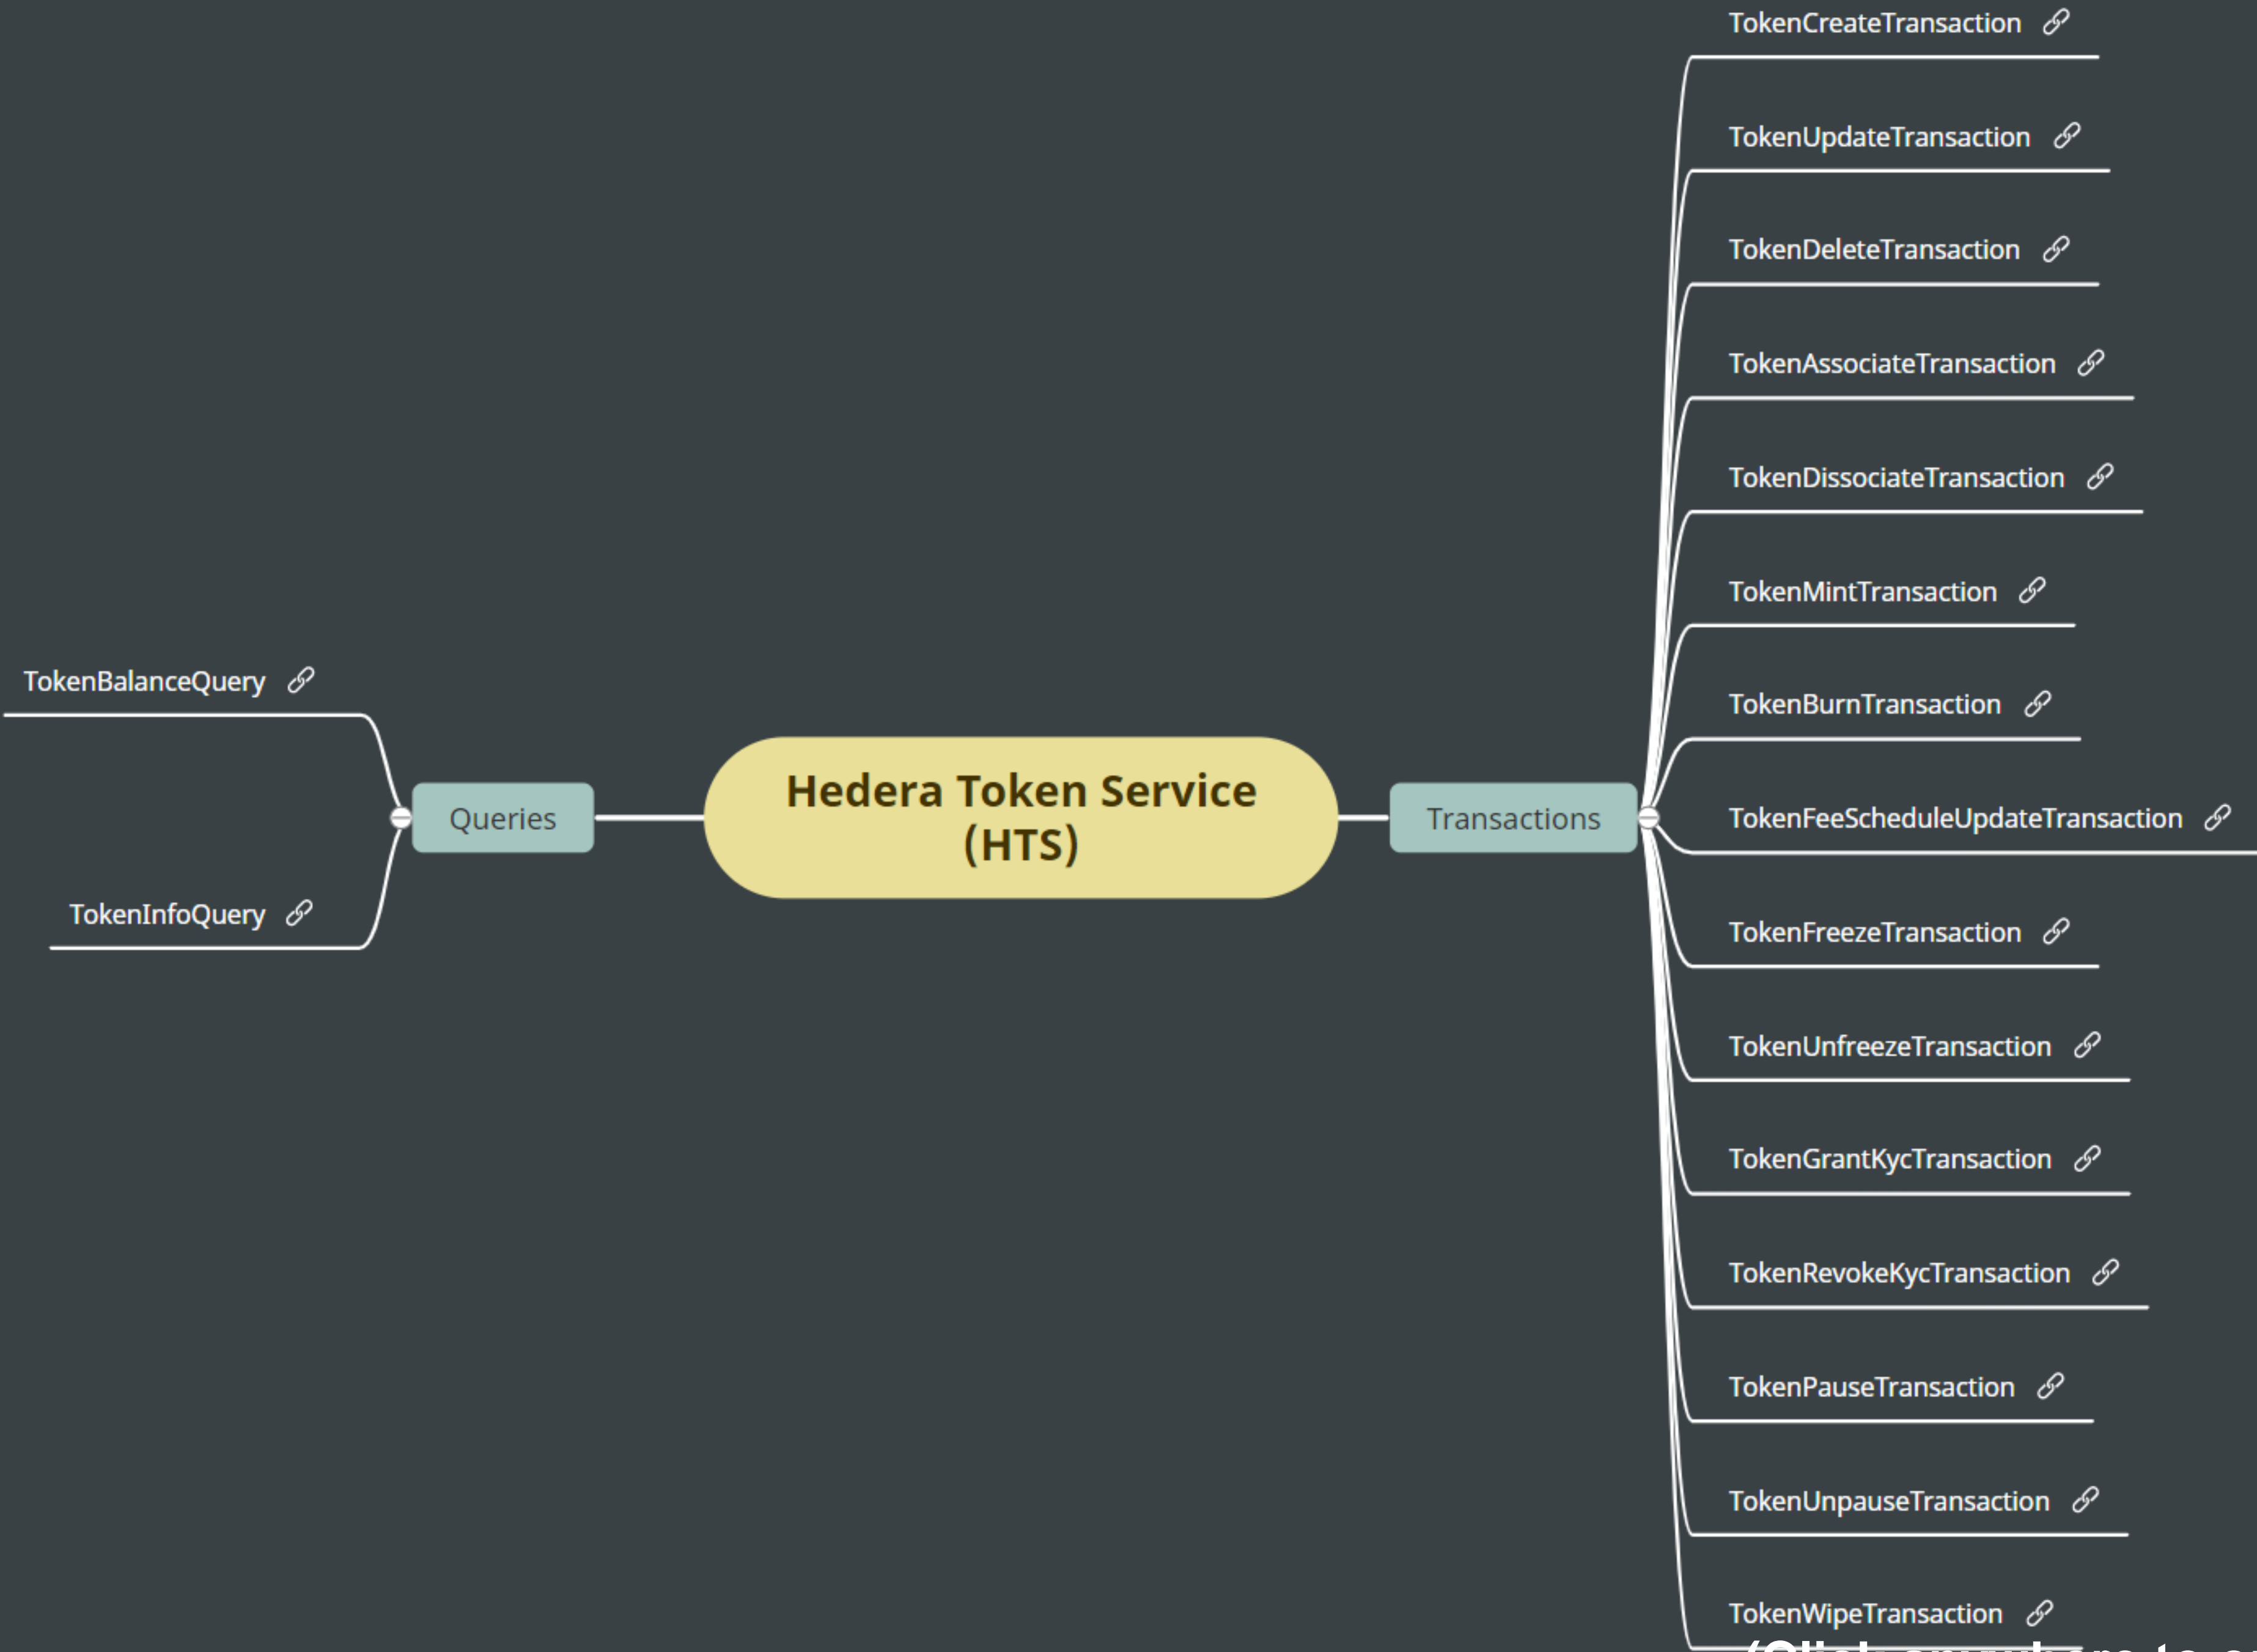 TokenBalanceQuery
TokenInfoQuery
Queries
Hedera Token Service
(HTS)
Transactions
TokenCreateTransaction
TokenUpdateTransaction
TokenDeleteTransaction
TokenAssociateTransaction
TokenDissociateTransaction
TokenMintTransaction
TokenBurnTransaction
TokenFeeScheduleUpdateTransaction
TokenFreezeTransaction
TokenUnfreezeTransaction
TokenGrantKycTransaction
TokenRevokeKycTransaction
TokenPauseTransaction
TokenUnpauseTransaction
TokenWipeTransaction